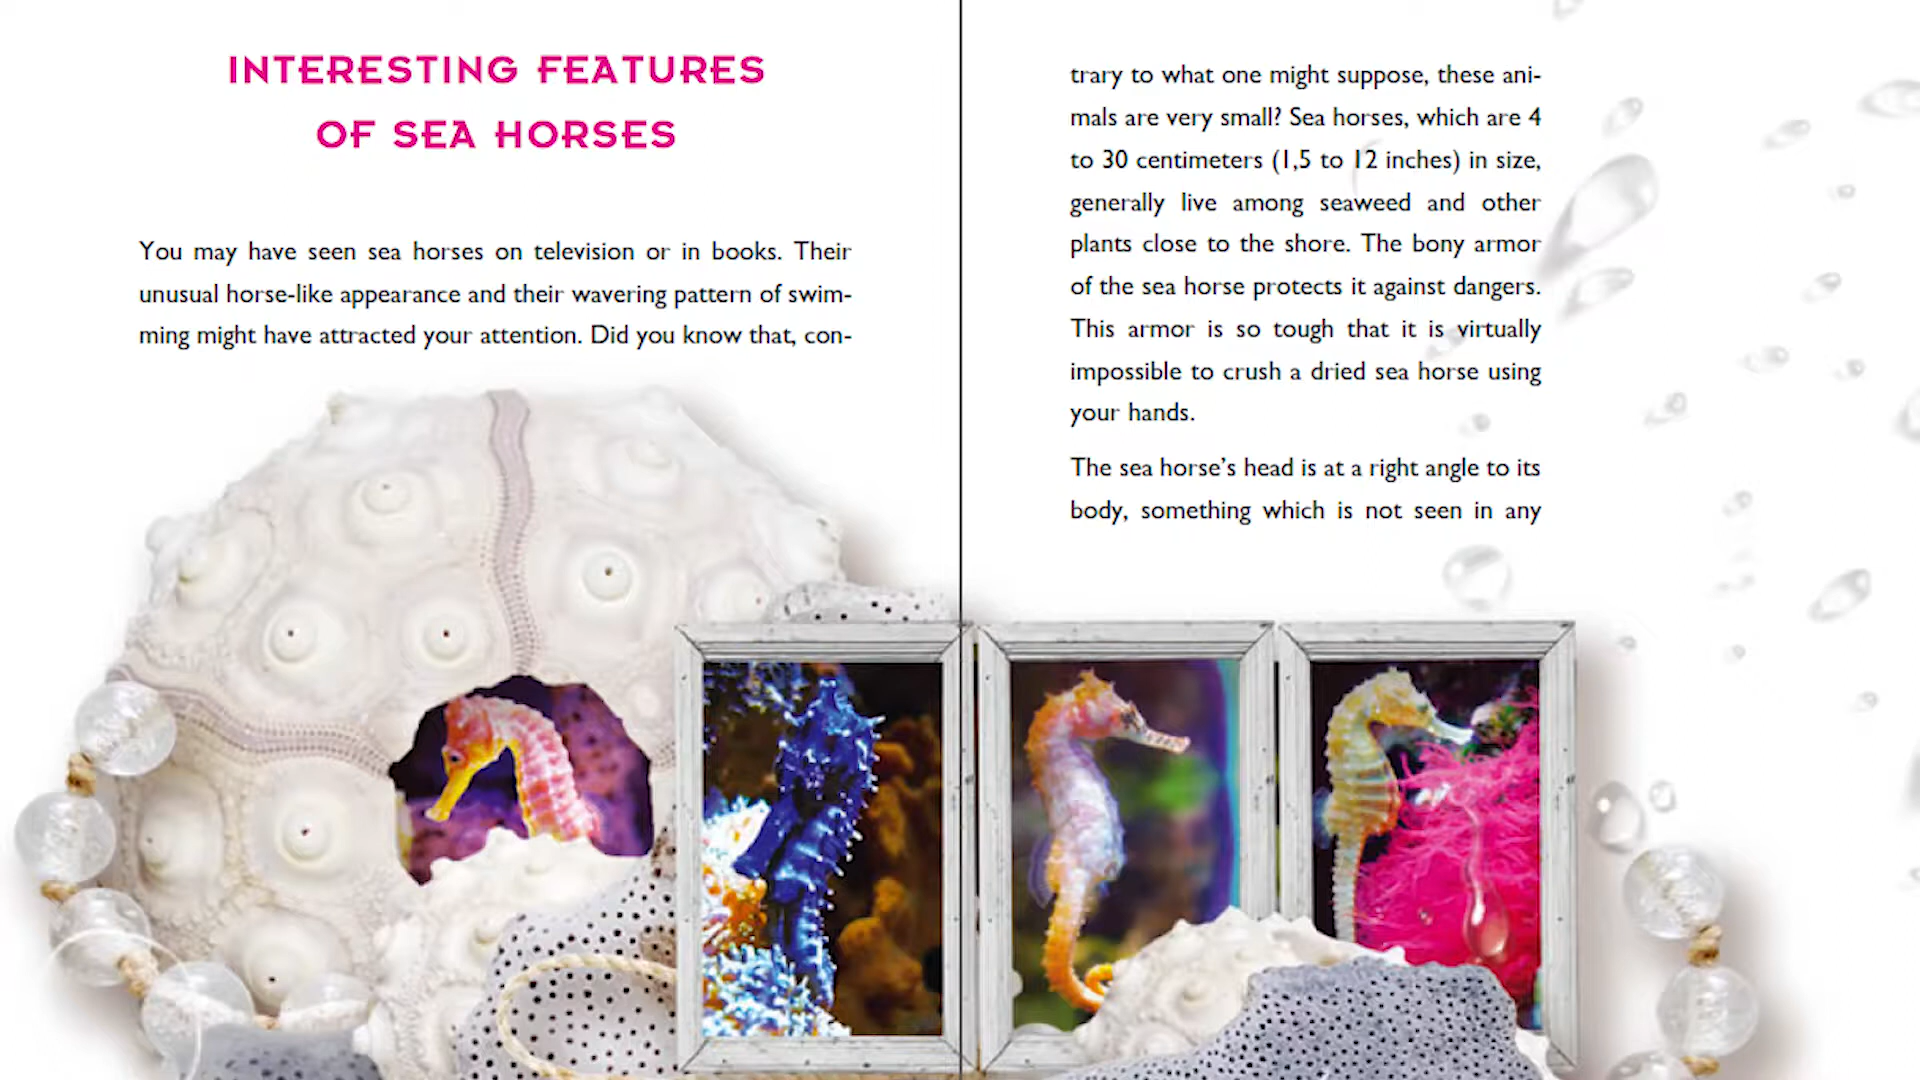 INTERESTING FEATURES
OF SEA HORSES
You may have seen sea horses on television or in books. Their
unusual horse-like appearance and their wavering pattern of swim-
ming might have attracted your attention. Did you know that, con-
trary to what one might suppose, these ani-
mals are very small? Sea horses, which are 4
to 30 centimeters (1,5 to 12 inches) in size,
generally live among seaweed and other
plants close to the shore. The bony armor
of the sea horse protects it against dangers.
This armor is so tough that it is virtually
impossible to crush a dried sea horse using
your hands.
The sea horse’s head is at a right angle to its
body, something which is not seen in any